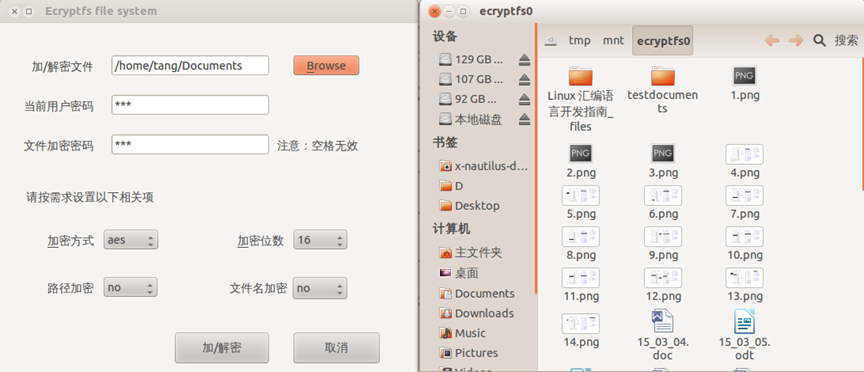 Ecryptfs file system
加/解密文件
/home/tang/Documents
Browse
当前用户密码
***
文件加密密码
***
注意：空格无效
请按需求设置以下相关项
加密方式
aes
加密位数
16
路径加密
no
文件名加密
no
加/解密
取消
ecryptfs0
设备
129 GB ...
107 GB ...
92 GB ...
本地磁盘
书签
x-nautilus-d...
D
Desktop
计算机
主文件夹
桌面
Documents
Downloads
Music
Pictures
Videos
tmp
mnt
ecryptfs0
搜索
Linux 汇编语
言开发指南_
files
testdocumen
ts
PNG
1.png
PNG
2.png
PNG
3.png
4.png
5.png
6.png
7.png
8.png
9.png
10.png
11.png
12.png
13.png
14.png
15_03_04.
doc
15_03_05.
odt